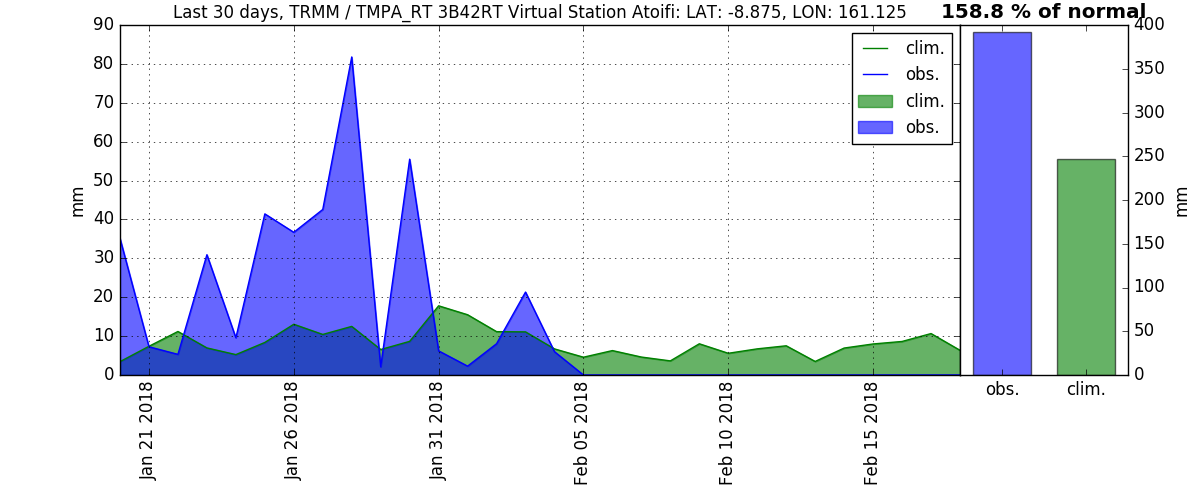 Last 30 days, TRMM / TMPA_RT 3B42RT Virtual Station Atoifi: LAT: -8.875, LON: 161.125
158.8 % of normal
90
80
70
60
50
40
30
20
10
0
mm
clim.
obs.
clim.
obs.
Jan 21 2018
Jan 26 2018
Jan 31 2018
Feb 05 2018
Feb 10 2018
Feb 15 2018
400
350
300
250
200
150
100
50
0
mm
obs.
clim.